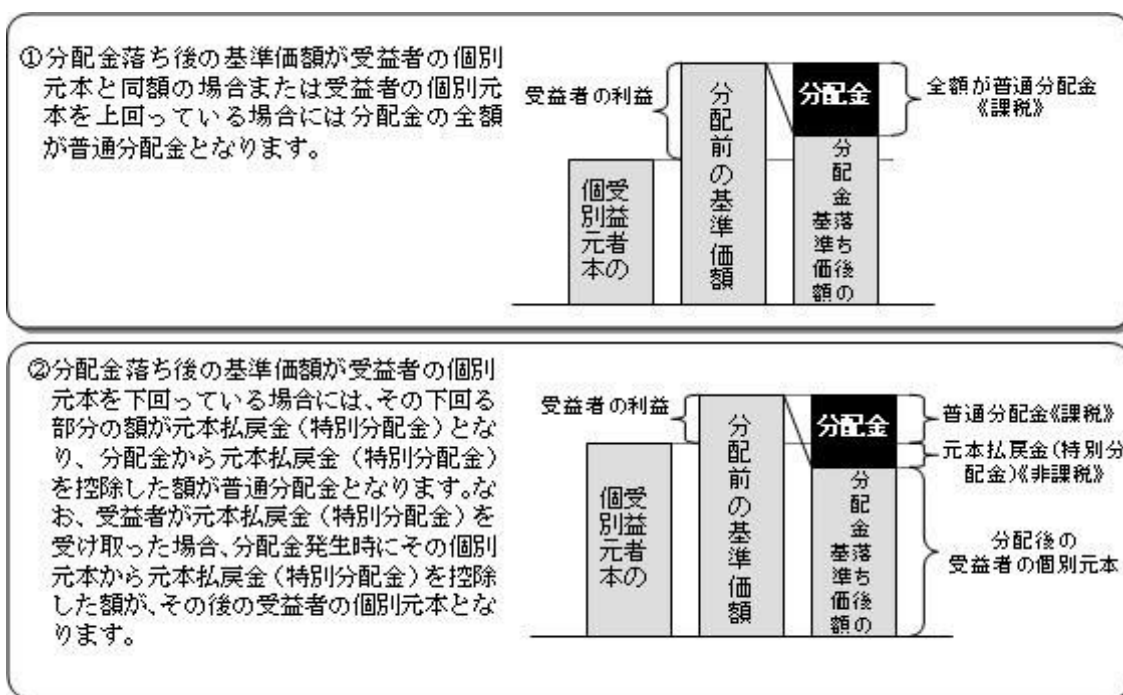 ①分配金落ち後の基準価額が受益者の個別
元本と同額の場合または受益者の個別元
本を上回っている場合には分配金の全額
が普通分配金となります。
受益者の利益
受益者の
個別元本
分配前の基準価額
分配金
分配金落ち後の
基準価額
全額が普通分配金
《課税》
②分配金落ち後の基準価額が受益者の個別
元本を下回っている場合には、その下回る
部分の額が元本払戻金(特別分配金)とな
り、分配金から元本払戻金(特別分配金)
を控除した額が普通分配金となります。な
お、受益者が元本払戻金(特別分配金)を
受け取った場合、分配金発生時にその個別
元本から元本払戻金(特別分配金)を控除
した額が、その後の受益者の個別元本とな
ります。
受益者の利益
受益者の
個別元本
分配前の基準価額
分配金
分配金落ち後の
基準価額
普通分配金《課税》
元本払戻金(特別分
配金)《非課税》
分配後の
受益者の個別元本